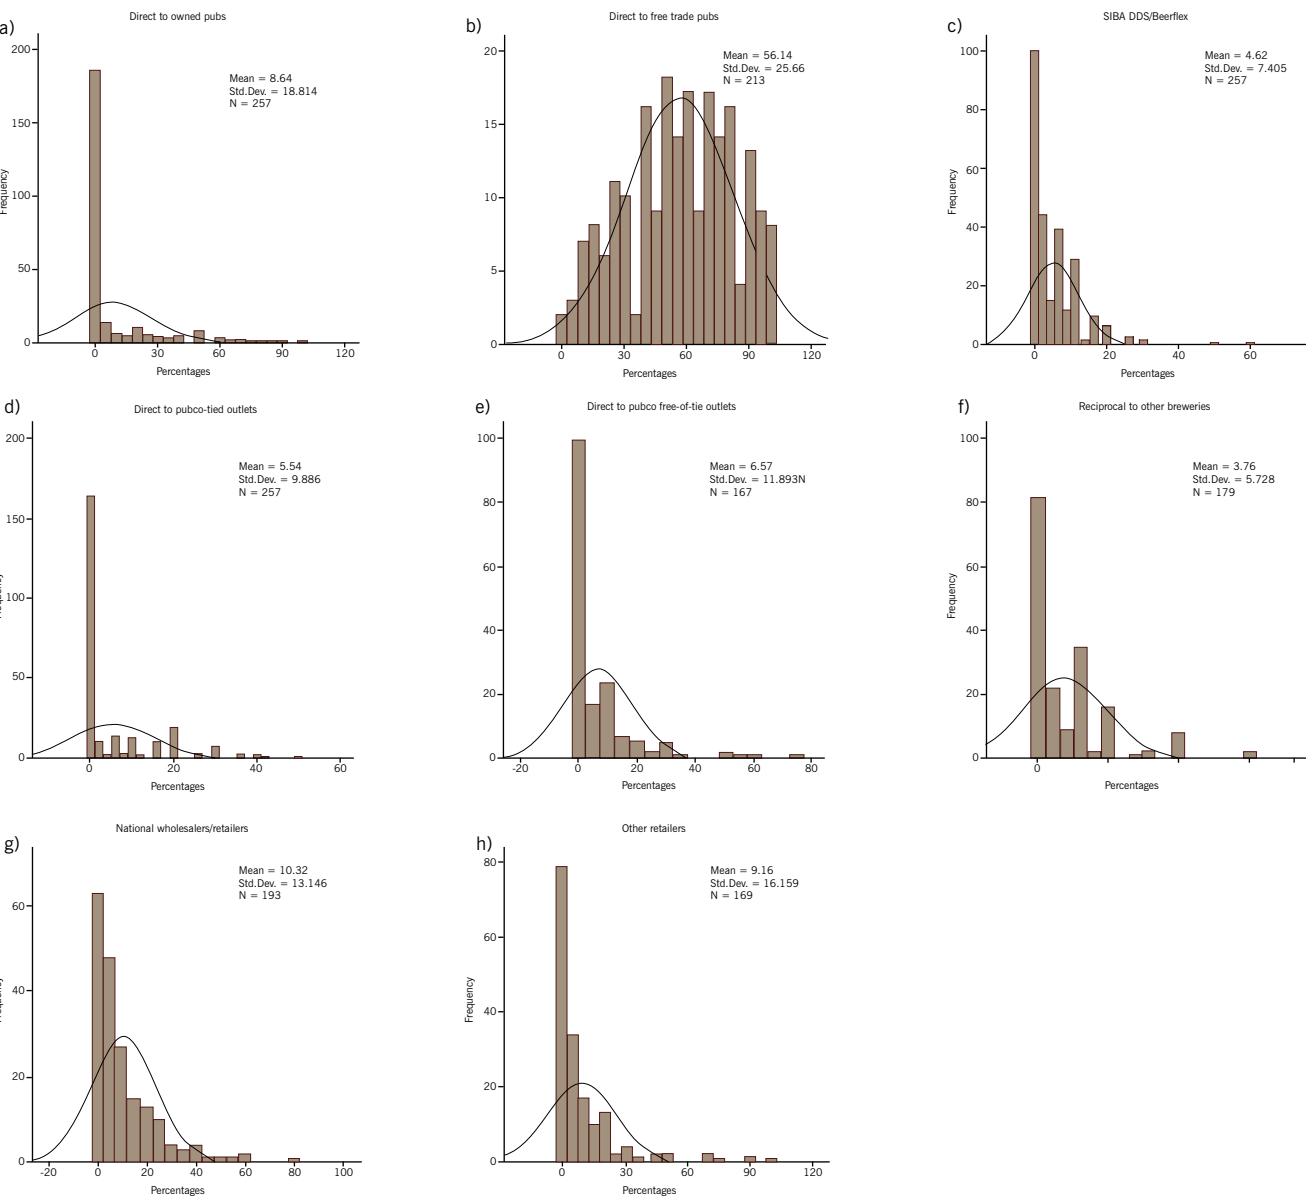 a)
Direct to owned pubs
Mean = 8.64
Std.Dev. = 18.814
N = 257
200
150
100
50
0
Frequency
0 30 60 90 120
Percentages
b)
Direct to free trade pubs
Mean = 56.14
Std.Dev. = 25.66
N = 213
20
15
10
5
0
0 30 60 90 120
Percentages
c)
SIBA DDS/Beerflex
Mean = 4.62
Std.Dev. = 7.405
N = 257
100
80
60
40
20
0
Frequency
0 20 40 60
Percentages
d)
Direct to pubco-tied outlets
Mean = 5.54
Std.Dev. = 9.886
N = 257
200
150
100
50
0
0 20 40 60
Percentages
e)
Direct to pubco free-of-tie outlets
Mean = 6.57
Std.Dev. = 11.893N
N = 167
100
80
60
40
20
0
-20 0 20 40 60 80
Percentages
f)
Reciprocal to other breweries
Mean = 3.76
Std.Dev. = 5.728
N = 179
100
80
60
40
20
0
Frequency
0
Percentages
g)
National wholesalers/retailers
Mean = 10.32
Std.Dev. = 13.146
N = 193
60
40
20
0
-20 0 20 40 60 80 100
Percentages
h)
Other retailers
Mean = 9.16
Std.Dev. = 16.159
N = 169
80
60
40
20
0
Frequency
0 30 60 90 120
Percentages